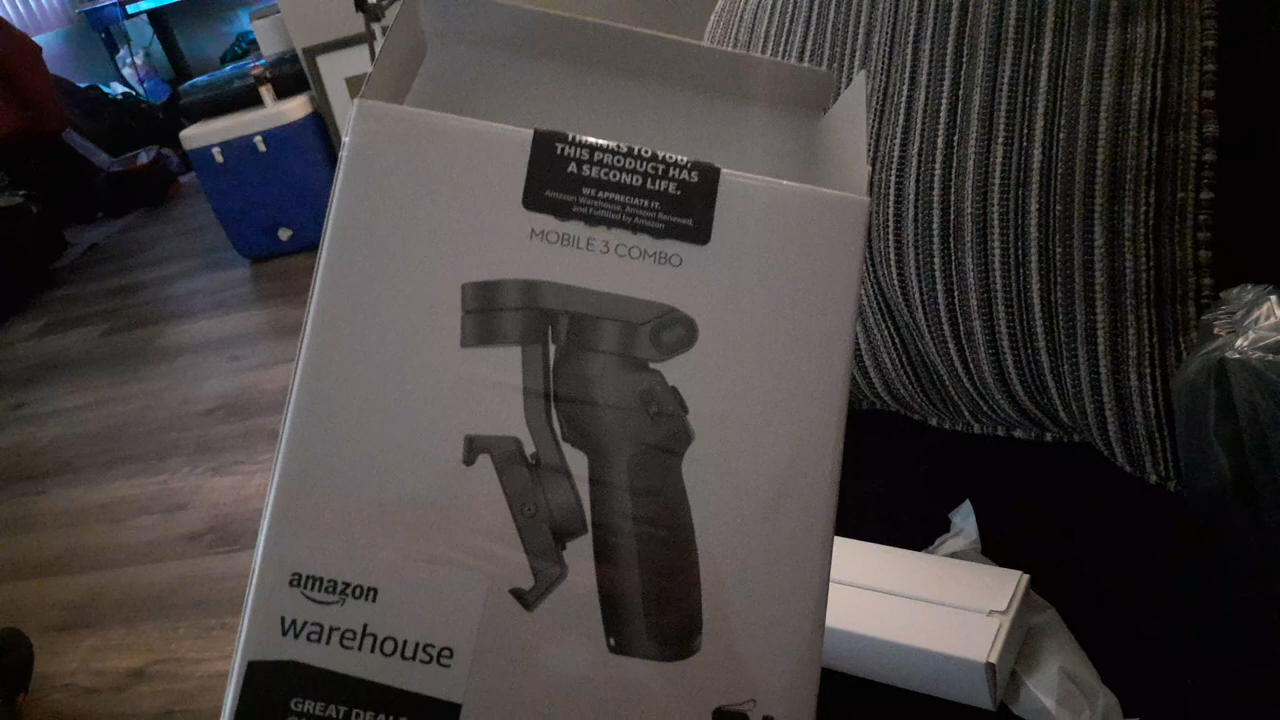 THANKS TO YOU,
THIS PRODUCT HAS
A SECOND LIFE.
WE APPRECIATE IT.
Amazon Warehouse, Amazon Renewed,
and Fulfilled by Amazon
MOBILE 3 COMBO
amazon
warehouse
GREAT DEALS